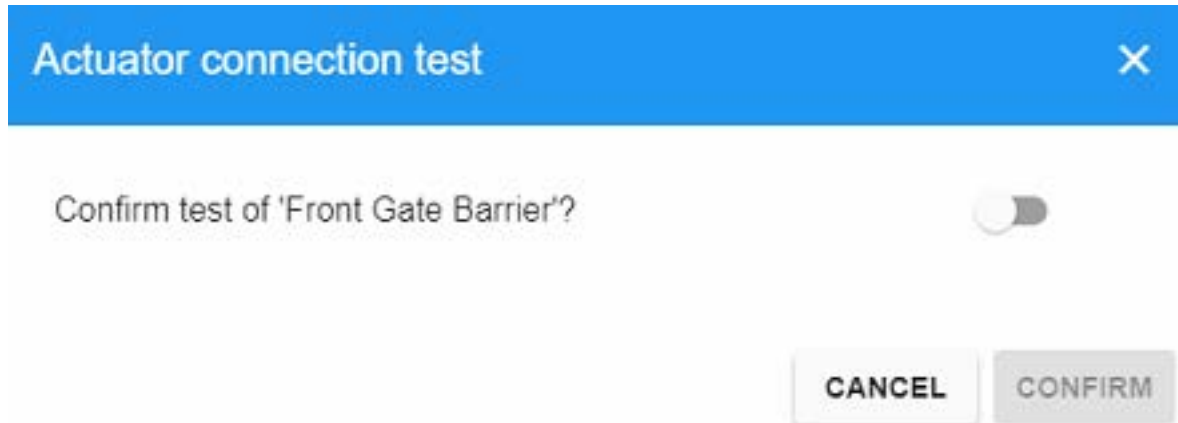 Actuator connection test
Confirm test of 'Front Gate Barrier'?
CANCEL CONFIRM